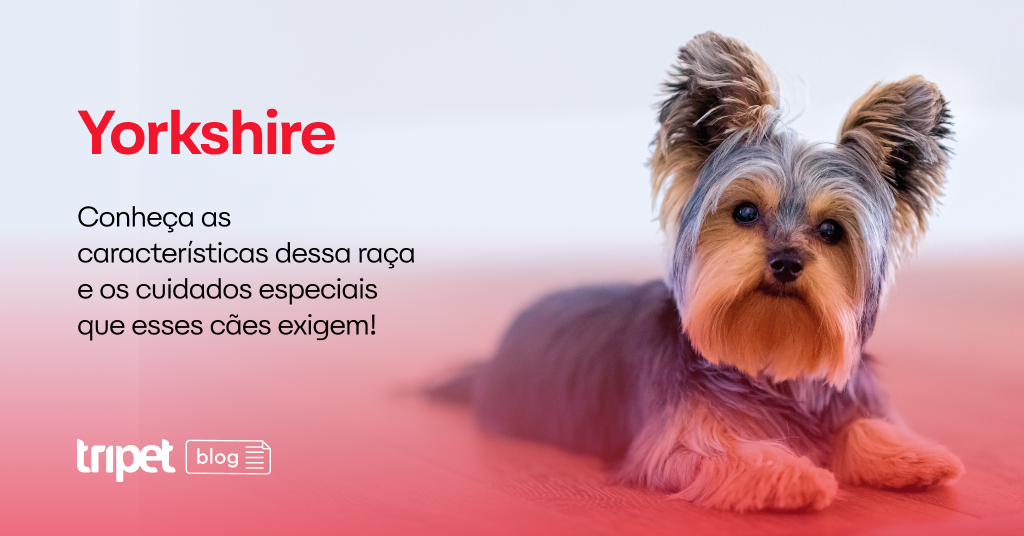 Yorkshire
Conheça as
características dessa raça
e os cuidados especiais
que esses cães exigem!
tripet blog